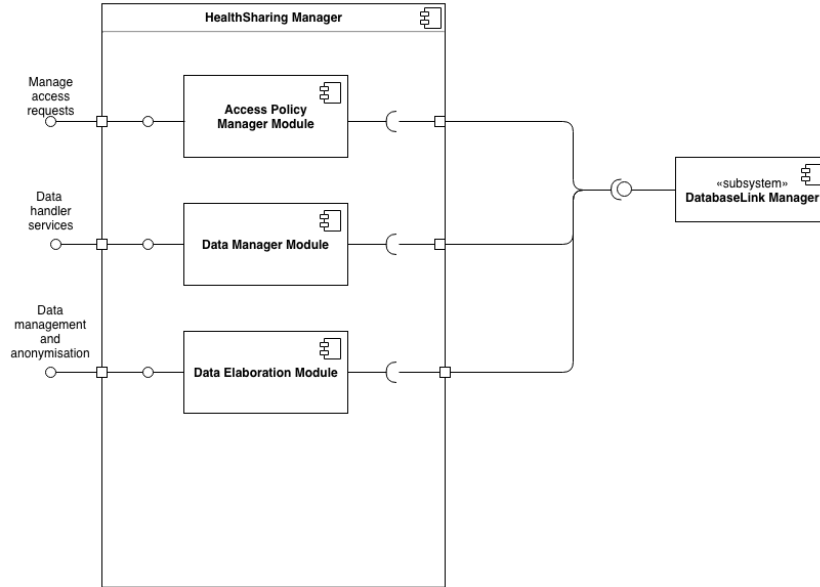 HealthSharing Manager
Manage
access
requests
Access Policy
Manager Module
«subsystem»
DatabaseLink Manager
Data
handler
services
Data Manager Module
Data
management
and
anonymisation
Data Elaboration Module